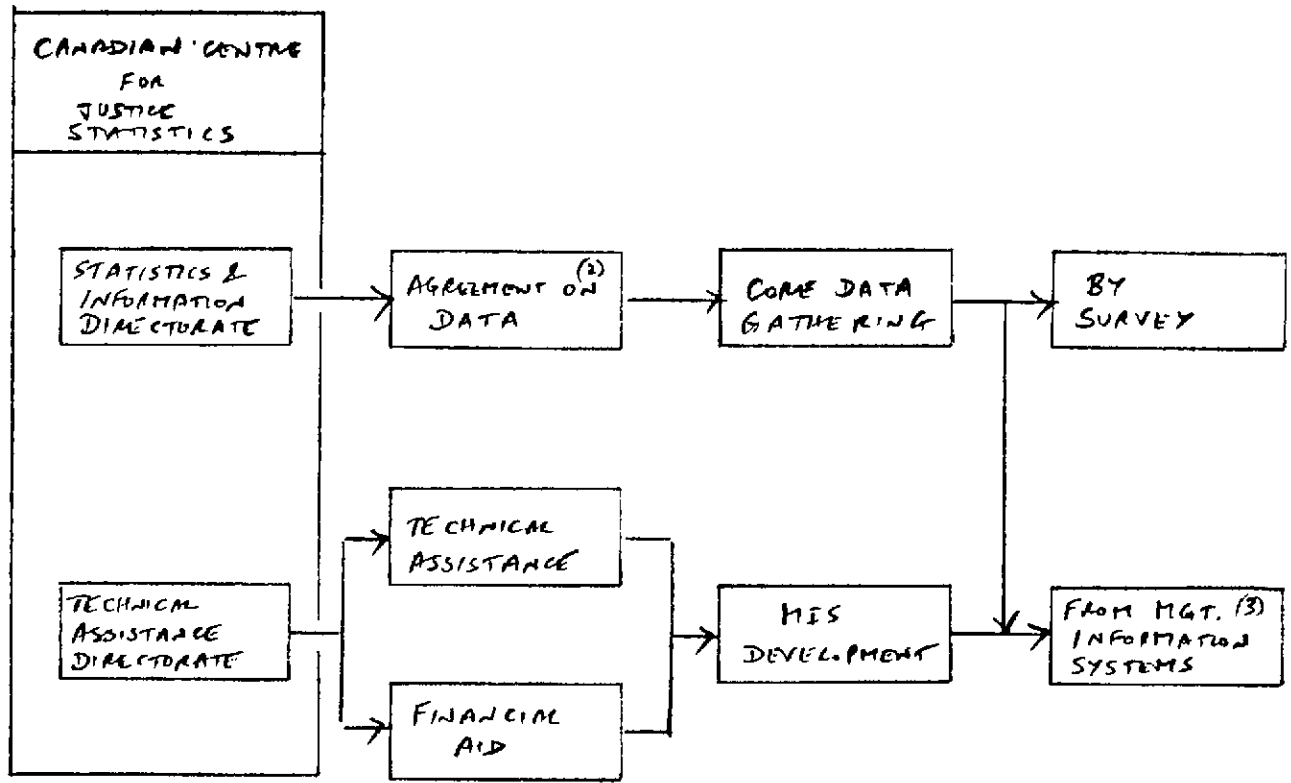 CANADIAN CENTRE
FOR
JUSTICE
STATISTICS
STATISTICS &
INFORMATION
DIRECTORATE
AGREEMENT ON (2)
DATA
CORE DATA
GATHERING
BY
SURVEY
TECHNICAL
ASSISTANCE
TECHNICAL
ASSISTANCE
DIRECTORATE
FINANCIAL
AID
MIS
DEVELOPMENT
FROM MGT. (3)
INFORMATION
SYSTEMS